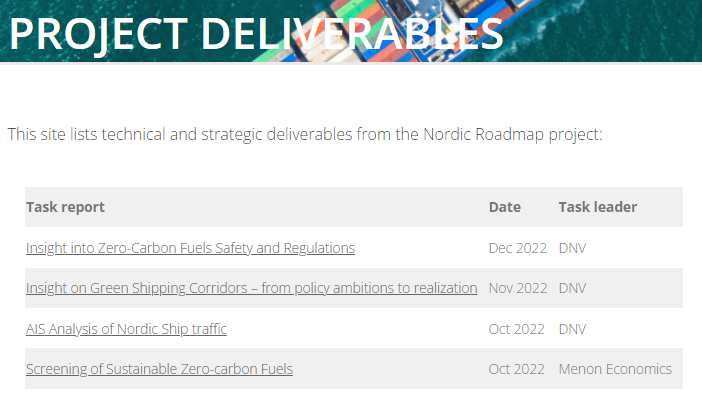 PROJECT DELIVERABLES
This site lists technical and strategic deliverables from the Nordic Roadmap project:
Task report Date Task leader
Insight into Zero-Carbon Fuels Safety and Regulations Dec 2022 DNV
Insight on Green Shipping Corridors – from policy ambitions to realization Nov 2022 DNV
AIS Analysis of Nordic Ship traffic Oct 2022 DNV
Screening of Sustainable Zero-carbon Fuels Oct 2022 Menon Economics